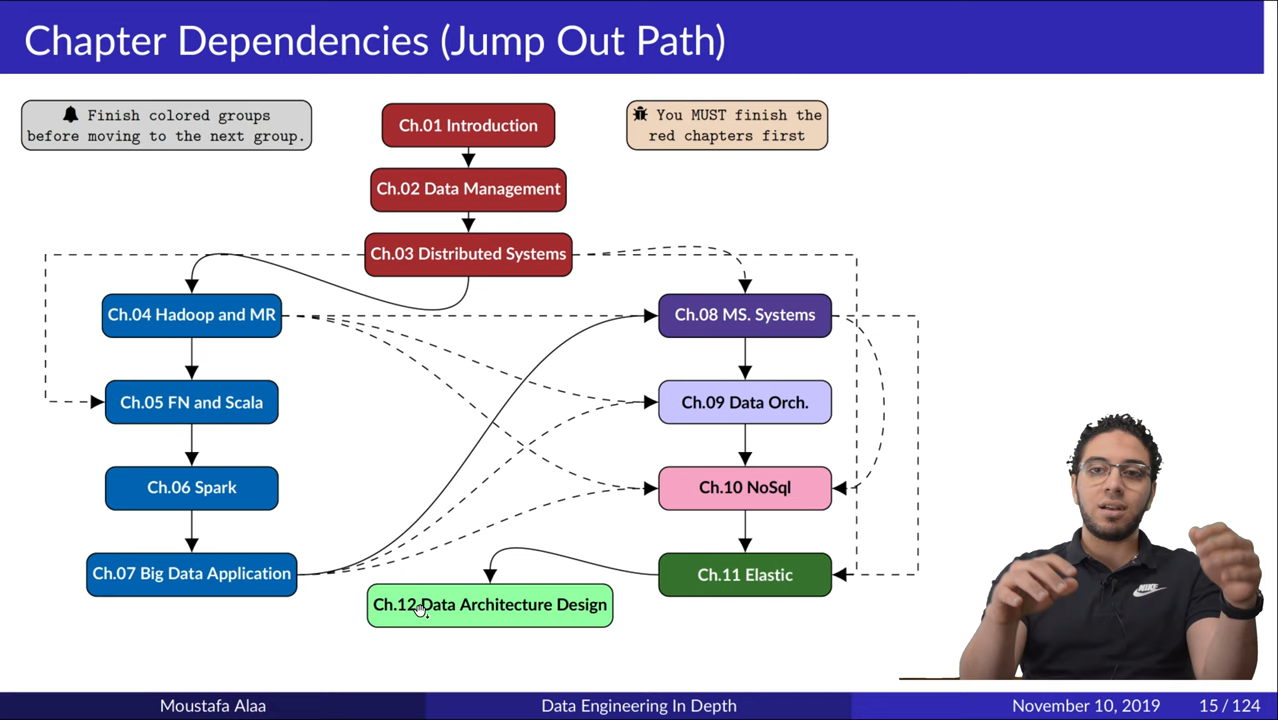 Chapter Dependencies (Jump Out Path)
Finish colored groups
before moving to the next group.
Ch.01 Introduction
You MUST finish the
red chapters first
Ch.02 Data Management
Ch.03 Distributed Systems
Ch.04 Hadoop and MR
Ch.08 MS. Systems
Ch.05 FN and Scala
Ch.09 Data Orch.
Ch.06 Spark
Ch.10 NoSql
Ch.07 Big Data Application
Ch.11 Elastic
Ch.12 Data Architecture Design
NIKE
Moustafa Alaa
Data Engineering In Depth
November 10, 2019
15 / 124